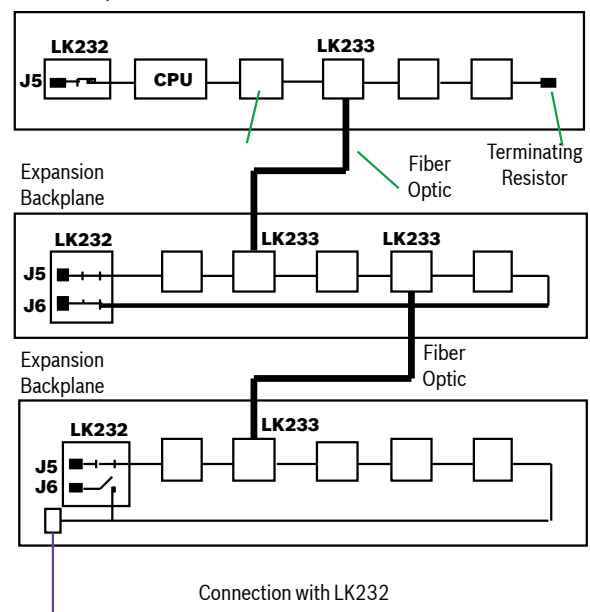 LK232
LK233
J5
CPU
Terminating
Resistor
Fiber
Optic
Expansion
Backplane
LK232
LK233
LK233
J5
J6
Expansion
Backplane
Fiber
Optic
LK232
LK233
J5
J6
Connection with LK232